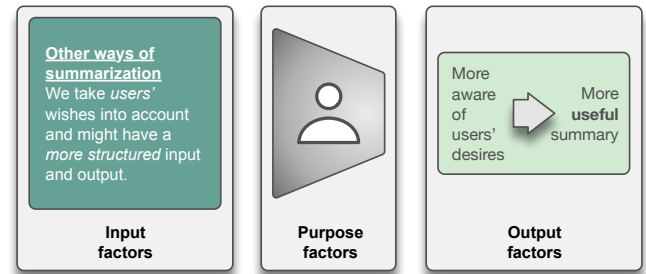 Other ways of
summarization
We take users'
wishes into account
and might have a
more structured input
and output.
Input
factors
Purpose
factors
More
aware
of
users'
desires
More
useful
summary
Output
factors